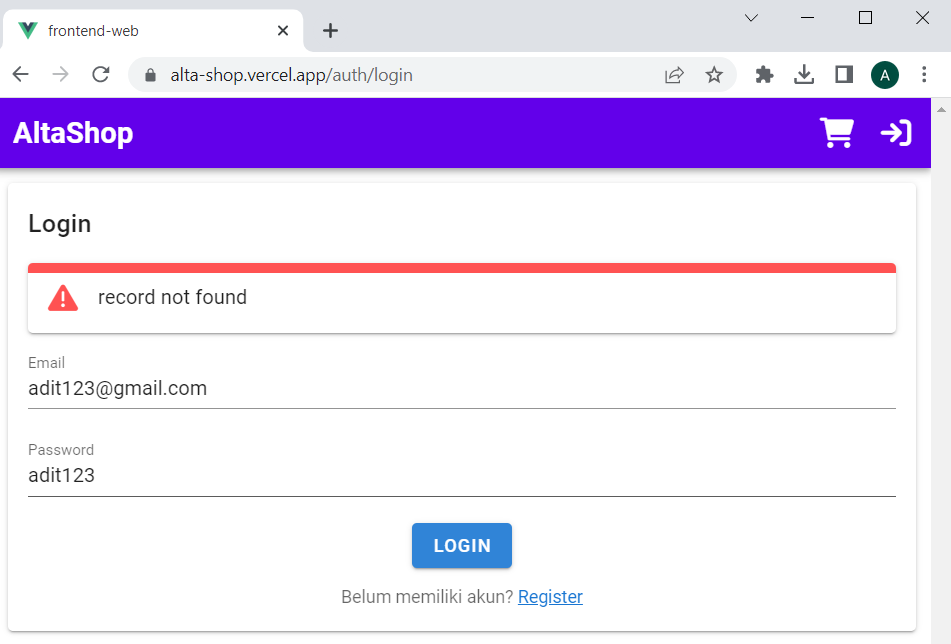 frontend-web
alta-shop.vercel.app/auth/login
A
AltaShop
Login
record not found
Email
adit123@gmail.com
Password
adit123
LOGIN
Belum memiliki akun? Register